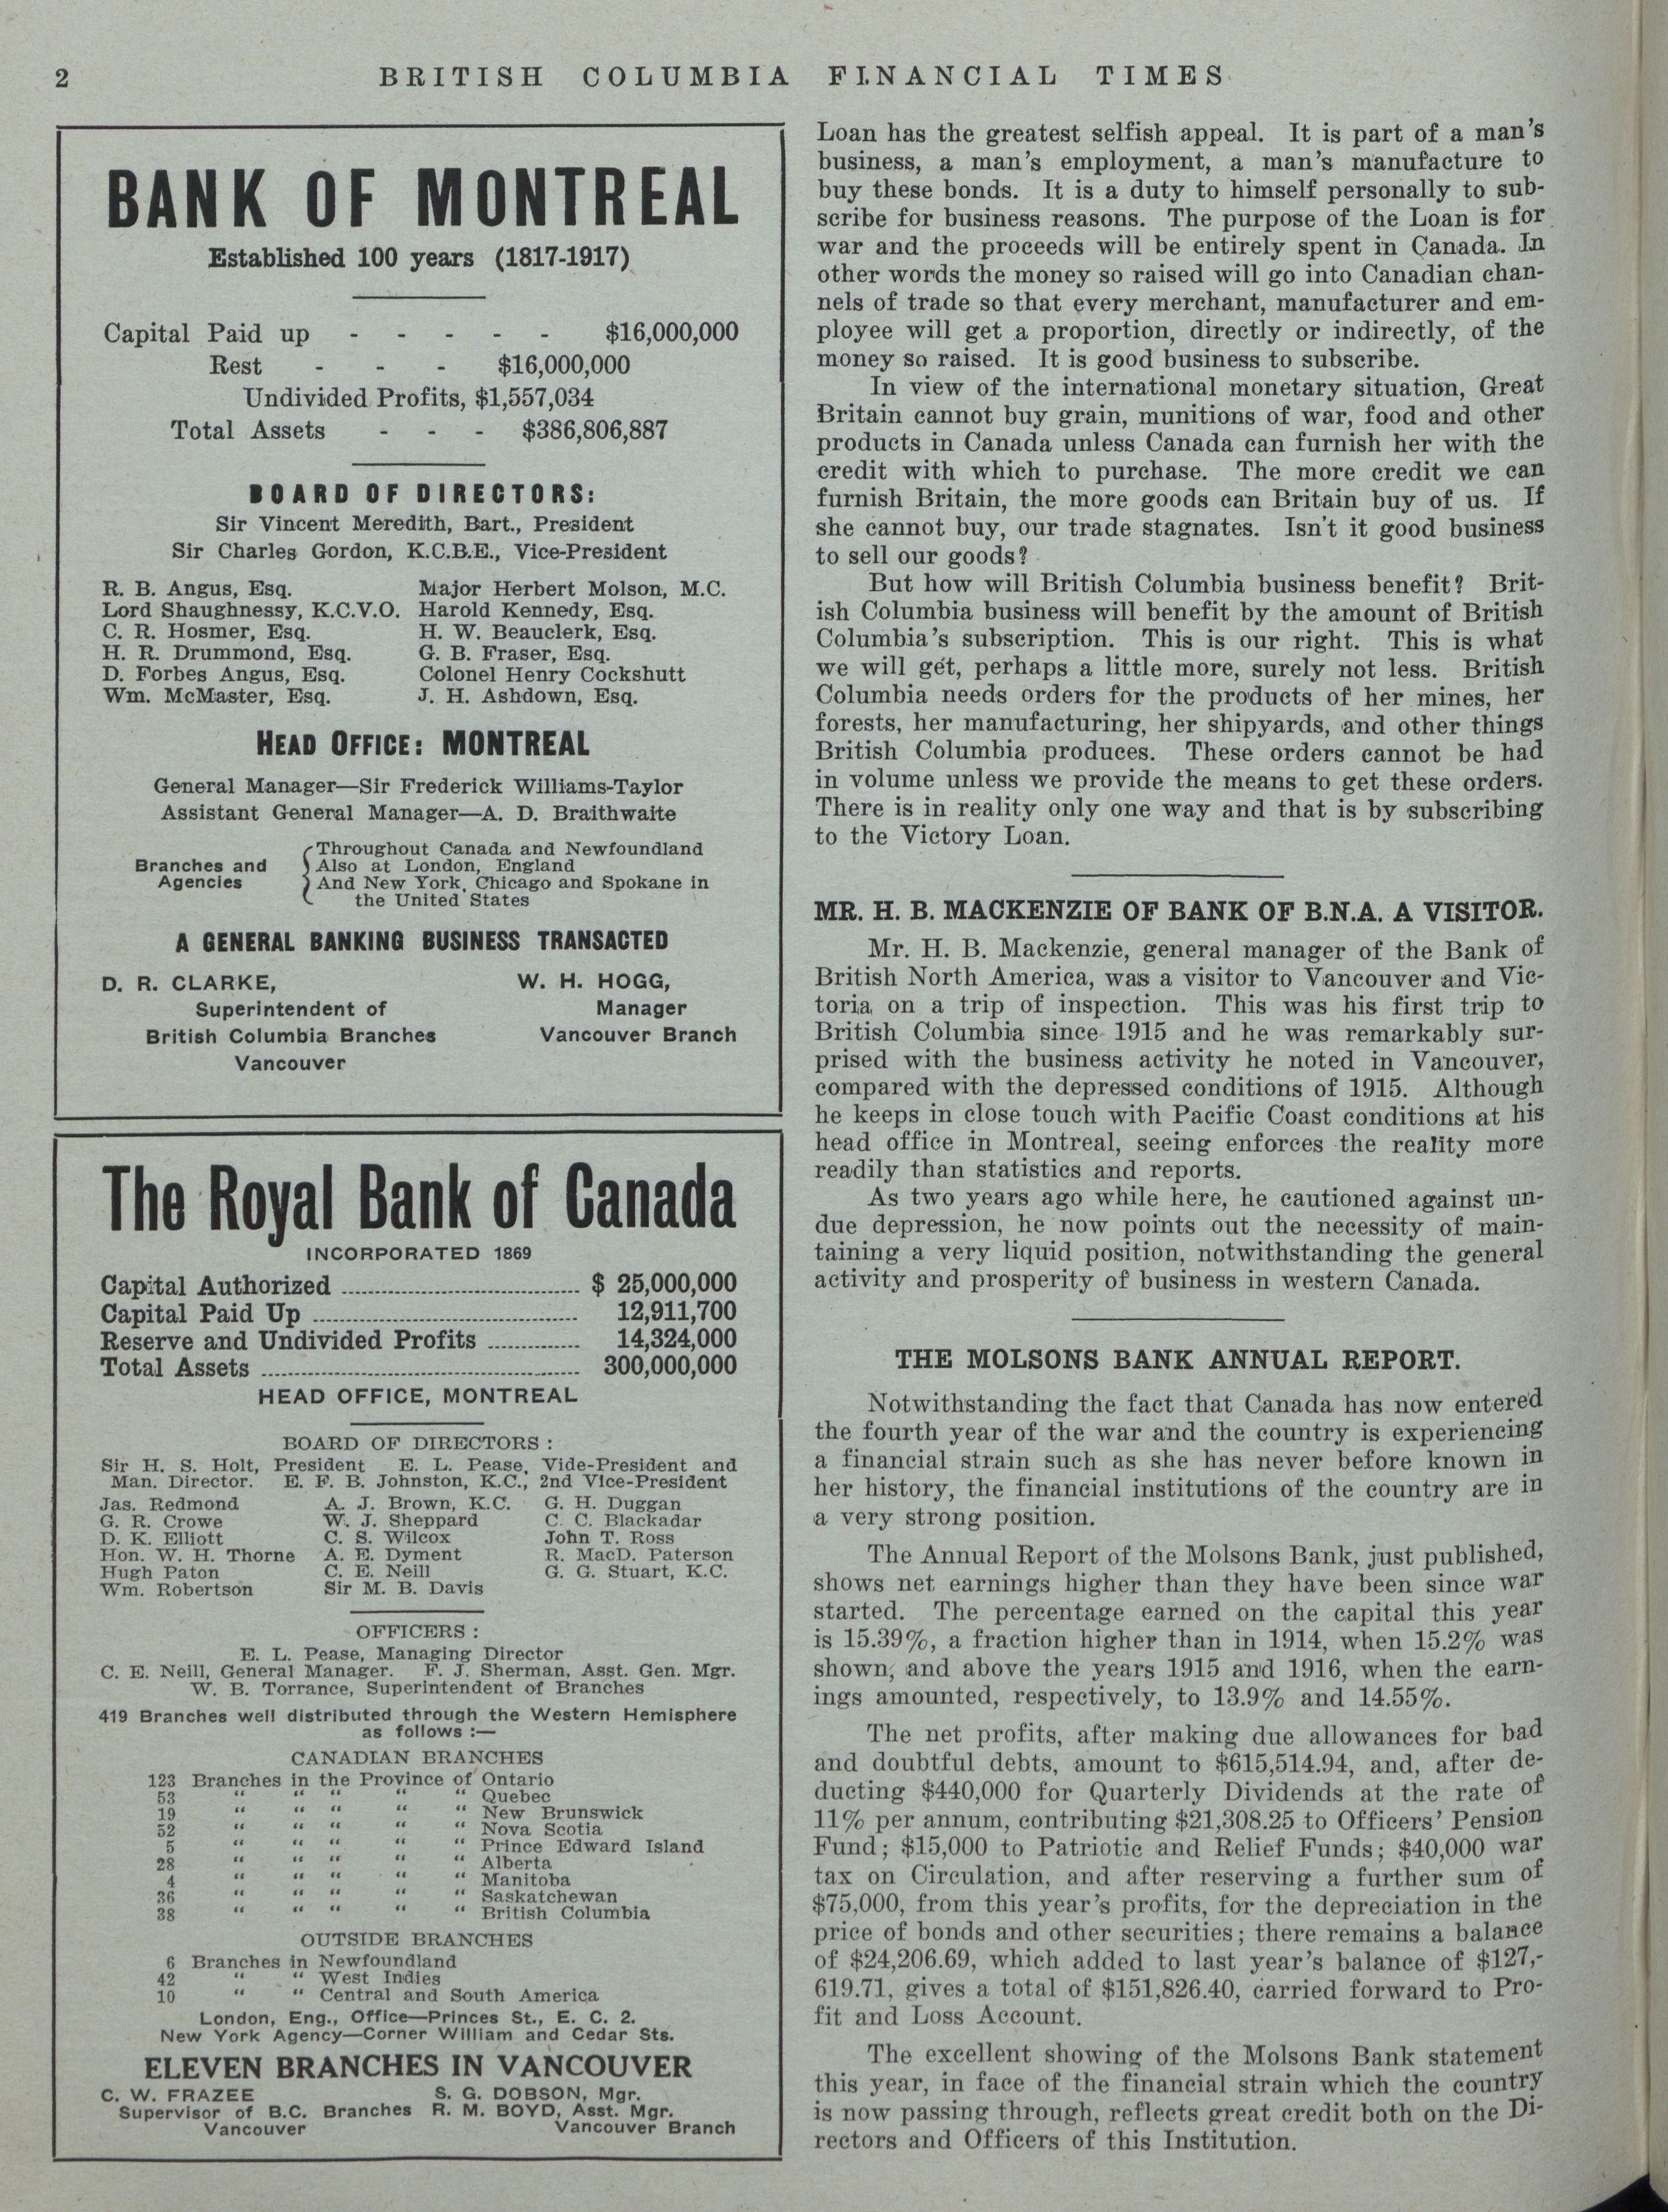 2
BRITISH COLUMBIA FINANCIAL TIMES
BANK OF MONTREAL
Established 100 years (1817-1917)
Capital Paid up - - - - - $16,000,000
Rest - - - $16,000,000
Undivided Profits, $1,557,034
Total Assets - - - $386,806,887
BOARD OF DIRECTORS:
Sir Vincent Meredith, Bart., President
Sir Charles Gordon, K.C.B.E., Vice-President
R. B. Angus, Esq. Major Herbert Molson, M.C.
Lord Shaughnessy, K.C.V.O. Harold Kennedy, Esq.
C. R. Hosmer, Esq. H. W. Beauclerk, Esq.
H. R. Drummond, Esq. G. B. Fraser, Esq.
D. Forbes Angus, Esq. Colonel Henry Cockshutt
Wm. McMaster, Esq. J. H. Ashdown, Esq.
HEAD OFFICE: MONTREAL
General Manager—Sir Frederick Williams-Taylor
Assistant General Manager—A. D. Braithwaite
Branches and Agencies
Throughout Canada and Newfoundland
Also at London, England
And New York, Chicago and Spokane in
the United States
A GENERAL BANKING BUSINESS TRANSACTED
D. R. CLARKE, W. H. HOGG,
Superintendent of Manager
British Columbia Branches Vancouver Branch
Vancouver
The Royal Bank of Canada
INCORPORATED 1869
Capital Authorized $ 25,000,000
Capital Paid Up 12,911,700
Reserve and Undivided Profits 14,324,000
Total Assets 300,000,000
HEAD OFFICE, MONTREAL
BOARD OF DIRECTORS :
Sir H. S. Holt, President E. L. Pease, Vide-President and
Man. Director. E. F. B. Johnston, K.C., 2nd Vice-President
Jas. Redmond A. J. Brown, K.C. G. H. Duggan
G. R. Crowe W. J. Sheppard C. C. Blackadar
D. K. Elliott C. S. Wilcox John T. Ross
Hon. W. H. Thorne A. E. Dyment R. MacD. Paterson
Hugh Paton C. E. Neill G. G. Stuart, K.C.
Wm. Robertson Sir M. B. Davis
OFFICERS :
E. L. Pease, Managing Director
C. E. Neill, General Manager. F. J. Sherman, Asst. Gen. Mgr.
W. B. Torrance, Superintendent of Branches
419 Branches well distributed through the Western Hemisphere
as follows :—
CANADIAN BRANCHES
123 Branches in the Province of Ontario
53 " " " " " Quebec
19 " " " " " New Brunswick
52 " " " " " Nova Scotia
5 " " " " " Prince Edward Island
28 " " " " " Alberta
4 " " " " " Manitoba
36 " " " " " Saskatchewan
38 " " " " " British Columbia
OUTSIDE BRANCHES
6 Branches in Newfoundland
42 " " West Indies
10 " " Central and South America
London, Eng., Office—Princes St., E. C. 2.
New York Agency—Corner William and Cedar Sts.
ELEVEN BRANCHES IN VANCOUVER
C. W. FRAZEE S. G. DOBSON, Mgr.
Supervisor of B.C. Branches R. M. BOYD, Asst. Mgr.
Vancouver Vancouver Branch
Loan has the greatest selfish appeal. It is part of a man's
business, a man's employment, a man's manufacture to
buy these bonds. It is a duty to himself personally to sub-
scribe for business reasons. The purpose of the Loan is for
war and the proceeds will be entirely spent in Canada. In
other words the money so raised will go into Canadian chan-
nels of trade so that every merchant, manufacturer and em-
ployee will get a proportion, directly or indirectly, of the
money so raised. It is good business to subscribe.
In view of the international monetary situation, Great
Britain cannot buy grain, munitions of war, food and other
products in Canada unless Canada can furnish her with the
credit with which to purchase. The more credit we can
furnish Britain, the more goods can Britain buy of us. If
she cannot buy, our trade stagnates. Isn't it good business
to sell our goods?
But how will British Columbia business benefit? Brit-
ish Columbia business will benefit by the amount of British
Columbia's subscription. This is our right. This is what
we will get, perhaps a little more, surely not less. British
Columbia needs orders for the products of her mines, her
forests, her manufacturing, her shipyards, and other things
British Columbia produces. These orders cannot be had
in volume unless we provide the means to get these orders.
There is in reality only one way and that is by subscribing
to the Victory Loan.
MR. H. B. MACKENZIE OF BANK OF B.N.A. A VISITOR.
Mr. H. B. Mackenzie, general manager of the Bank of
British North America, was a visitor to Vancouver and Vic-
toria on a trip of inspection. This was his first trip to
British Columbia since 1915 and he was remarkably sur-
prised with the business activity he noted in Vancouver,
compared with the depressed conditions of 1915. Although
he keeps in close touch with Pacific Coast conditions at his
head office in Montreal, seeing enforces the reality more
readily than statistics and reports.
As two years ago while here, he cautioned against un-
due depression, he now points out the necessity of main-
taining a very liquid position, notwithstanding the general
activity and prosperity of business in western Canada.
THE MOLSONS BANK ANNUAL REPORT.
Notwithstanding the fact that Canada has now entered
the fourth year of the war and the country is experiencing
a financial strain such as she has never before known in
her history, the financial institutions of the country are in
a very strong position.
The Annual Report of the Molsons Bank, just published,
shows net earnings higher than they have been since war
started. The percentage earned on the capital this year
is 15.39%, a fraction higher than in 1914, when 15.2% was
shown, and above the years 1915 and 1916, when the earn-
ings amounted, respectively, to 13.9% and 14.55%.
The net profits, after making due allowances for bad
and doubtful debts, amount to $615,514.94, and, after de-
ducting $440,000 for Quarterly Dividends at the rate of
11% per annum, contributing $21,308.25 to Officers' Pension
Fund; $15,000 to Patriotic and Relief Funds; $40,000 war
tax on Circulation, and after reserving a further sum of
$75,000, from this year's profits, for the depreciation in the
price of bonds and other securities; there remains a balance
of $24,206.69, which added to last year's balance of $127,-
619.71, gives a total of $151,826.40, carried forward to Pro-
fit and Loss Account.
The excellent showing of the Molsons Bank statement
this year, in face of the financial strain which the country
is now passing through, reflects great credit both on the Di-
rectors and Officers of this Institution.